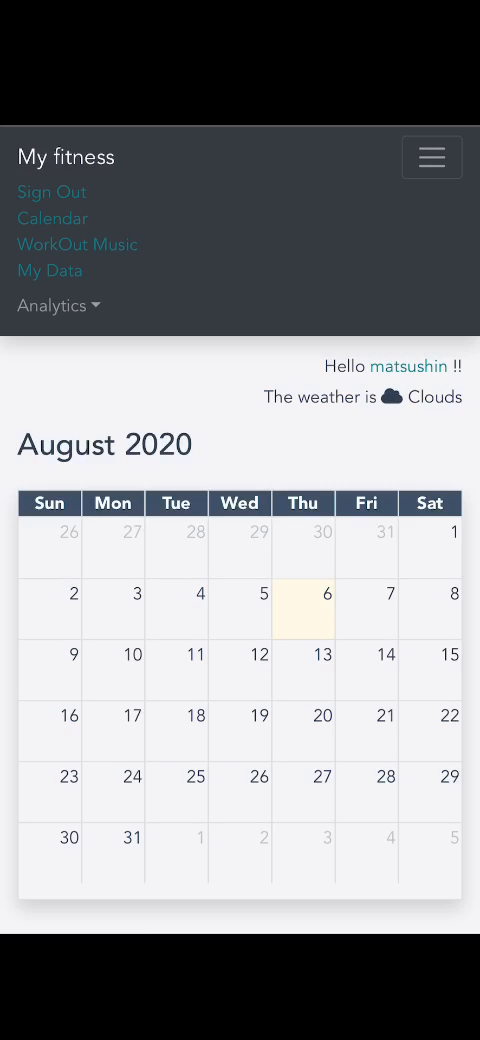 My fitness
Sign Out
Calendar
WorkOut Music
My Data
Analytics
Hello matsushin !!
The weather is Clouds
August 2020
Sun Mon Tue Wed Thu Fri Sat
26 27 28 29 30 31 1
2 3 4 5 6 7 8
9 10 11 12 13 14 15
16 17 18 19 20 21 22
23 24 25 26 27 28 29
30 31 1 2 3 4 5